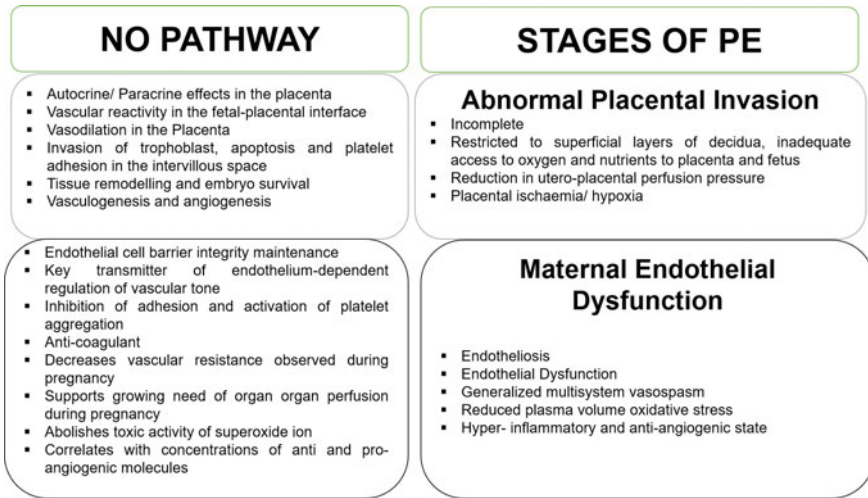 NO PATHWAY
▪ Autocrine/ Paracrine effects in the placenta
▪ Vascular reactivity in the fetal-placental interface
▪ Vasodilation in the Placenta
▪ Invasion of trophoblast, apoptosis and platelet
adhesion in the intervillous space
▪ Tissue remodelling and embryo survival
▪ Vasculogenesis and angiogenesis
▪ Endothelial cell barrier integrity maintenance
▪ Key transmitter of endothelium-dependent
regulation of vascular tone
▪ Inhibition of adhesion and activation of platelet
aggregation
▪ Anti-coagulant
▪ Decreases vascular resistance observed during
pregnancy
▪ Supports growing need of organ organ perfusion
during pregnancy
▪ Abolishes toxic activity of superoxide ion
▪ Correlates with concentrations of anti and pro-
angiogenic molecules
STAGES OF PE
Abnormal Placental Invasion
▪ Incomplete
▪ Restricted to superficial layers of decidua, inadequate
access to oxygen and nutrients to placenta and fetus
▪ Reduction in utero-placental perfusion pressure
▪ Placental ischaemia/ hypoxia
Maternal Endothelial
Dysfunction
▪ Endotheliosis
▪ Endothelial Dysfunction
▪ Generalized multisystem vasospasm
▪ Reduced plasma volume oxidative stress
▪ Hyper- inflammatory and anti-angiogenic state